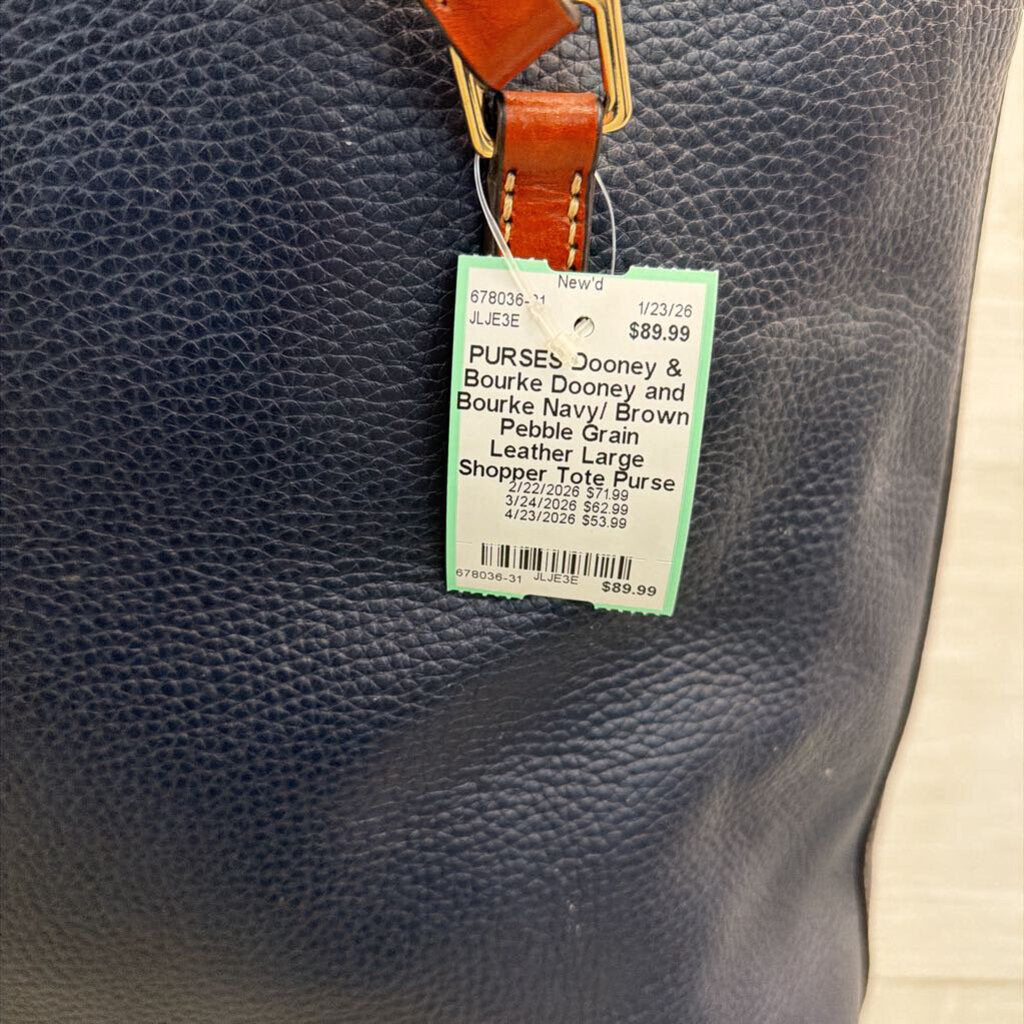 New'd
678036-31 1/23/26
JLJE3E $89.99
PURSES Dooney &
Bourke Dooney and
Bourke Navy/ Brown
Pebble Grain
Leather Large
Shopper Tote Purse
2/22/2026 $71.99
3/24/2026 $62.99
4/23/2026 $53.99
678036-31 JLJE3E $89.99